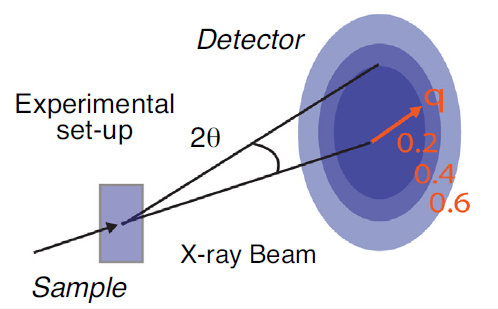 Detector
Experimental
set-up
2θ
q
0.2
0.4
0.6
X-ray Beam
Sample